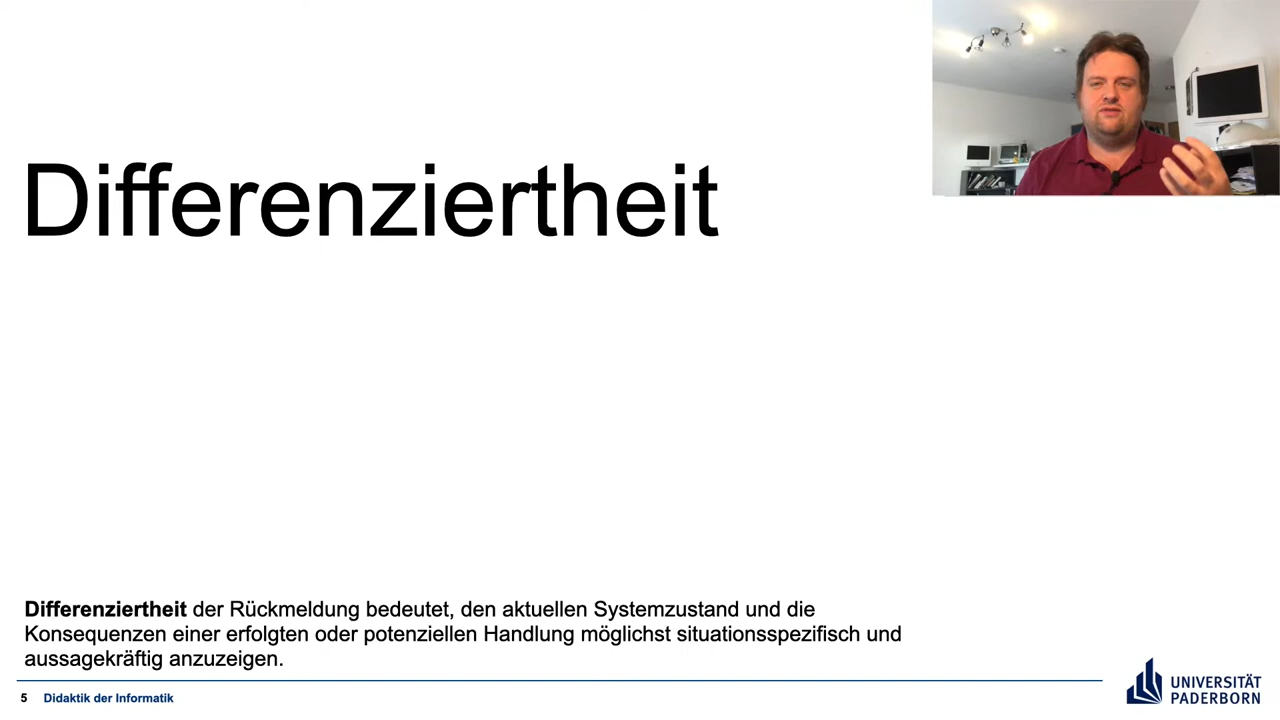 Differenziertheit
Differenziertheit der Rückmeldung bedeutet, den aktuellen Systemzustand und die
Konsequenzen einer erfolgten oder potenziellen Handlung möglichst situationsspezifisch und
aussagekräftig anzuzeigen.
5 Didaktik der Informatik
UNIVERSITÄT
PADERBORN